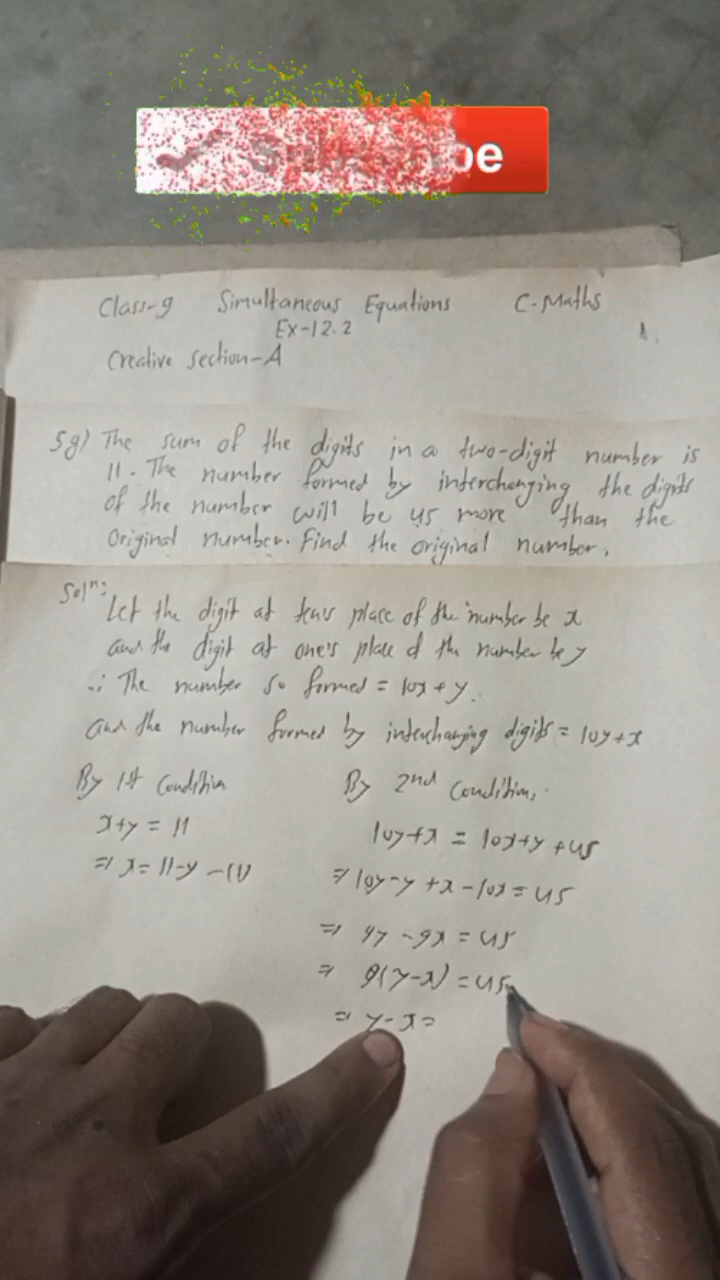 be
Class-9 Simultaneous Equations C-Maths
Ex-12.2
1.
Creative section-A
5g) The sum of the digits in a two-digit number is
11. The number formed by interchanging the digits
of the number will be 45 more than the
Original number. Find the original number.
Solⁿ:
Let the digit at tens place of the number be x
and the digit at one's place of the number be y
∴ The number so formed = 10x + y.
and the number formed by interchanging digits = 10y+x
By 1st Condition
x+y = 11
⇒ x = 11-y -(1)
By 2nd Condition,
10y+x = 10x+y +45
⇒ 10y-y +x-10x = 45
⇒ 9y -9x = 45
⇒ 9(y-x) = 45
⇒ y-x =